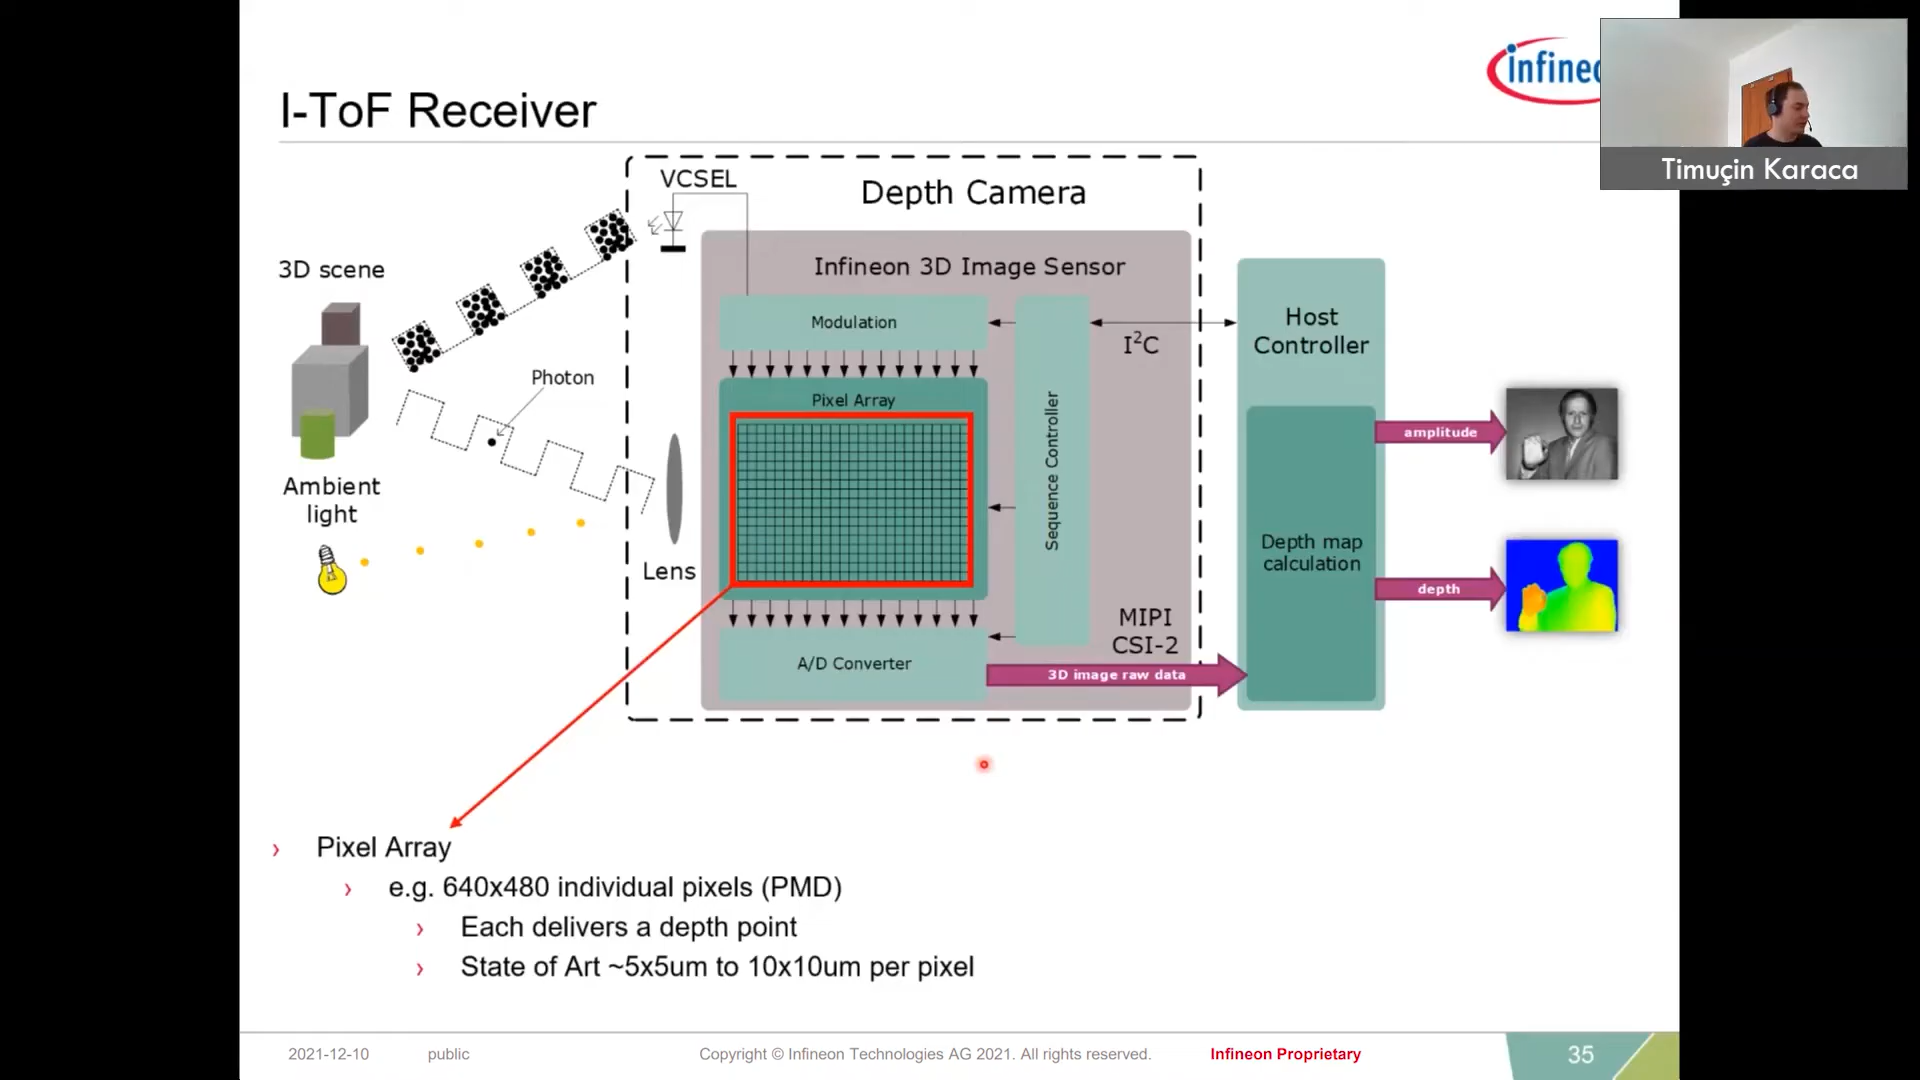 infineo
Timuçin Karaca
I-ToF Receiver
VCSEL
Depth Camera
3D scene
Infineon 3D Image Sensor
Modulation
I²C
Host
Controller
Photon
Pixel Array
Sequence Controller
amplitude
Ambient
light
Lens
Depth map
calculation
depth
MIPI
CSI-2
A/D Converter
3D image raw data
› Pixel Array
› e.g. 640x480 individual pixels (PMD)
› Each delivers a depth point
› State of Art ~5x5um to 10x10um per pixel
2021-12-10 public Copyright © Infineon Technologies AG 2021. All rights reserved. Infineon Proprietary 35